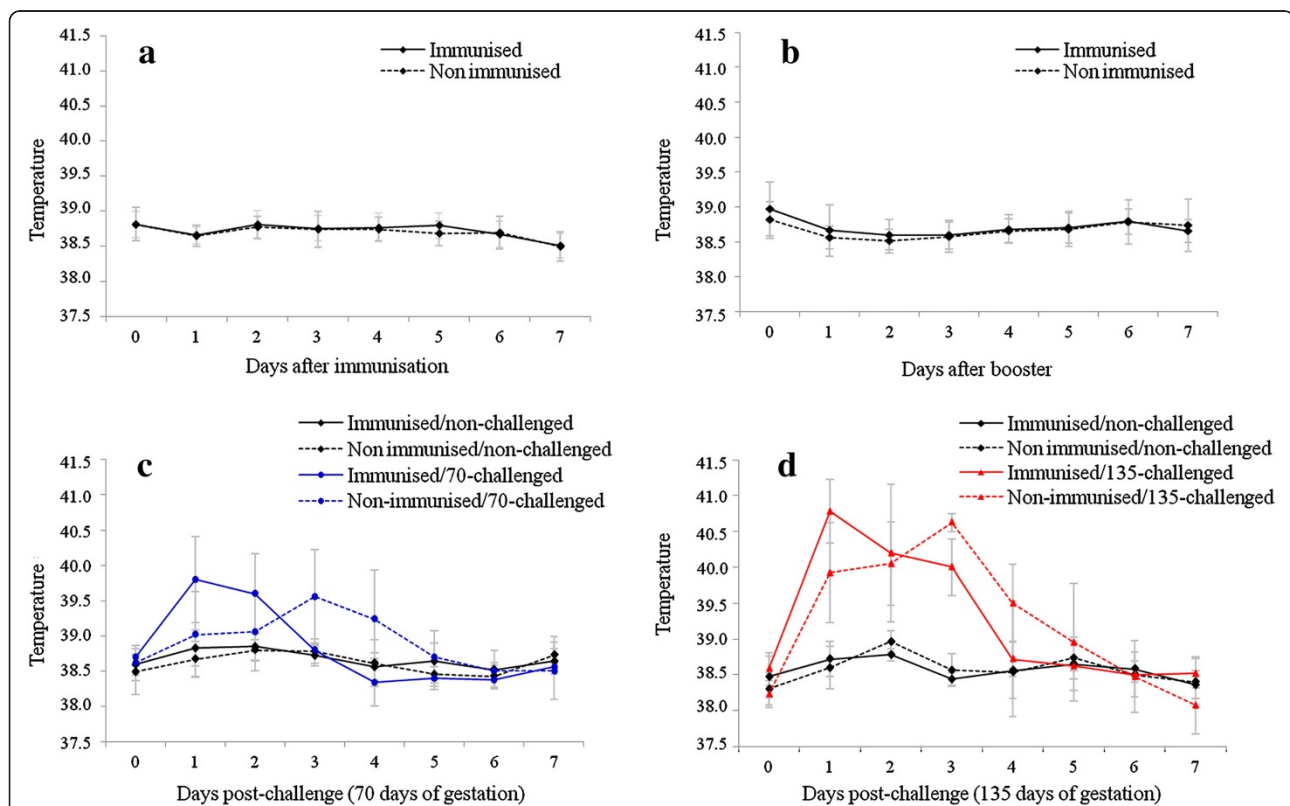 a
Immunised
Non immunised
41.5
41.0
40.5
40.0
39.5
39.0
38.5
38.0
37.5
Temperature
0 1 2 3 4 5 6 7
Days after immunisation
b
Immunised
Non immunised
41.5
41.0
40.5
40.0
39.5
39.0
38.5
38.0
37.5
Temperature
0 1 2 3 4 5 6 7
Days after booster
c
Immunised/non-challenged
Non immunised/non-challenged
Immunised/70-challenged
Non-immunised/70-challenged
41.5
41.0
40.5
40.0
39.5
39.0
38.5
38.0
37.5
Temperature
0 1 2 3 4 5 6 7
Days post-challenge (70 days of gestation)
d
Immunised/non-challenged
Non immunised/non-challenged
Immunised/135-challenged
Non-immunised/135-challenged
41.5
41.0
40.5
40.0
39.5
39.0
38.5
38.0
37.5
Temperature
0 1 2 3 4 5 6 7
Days post-challenge (135 days of gestation)